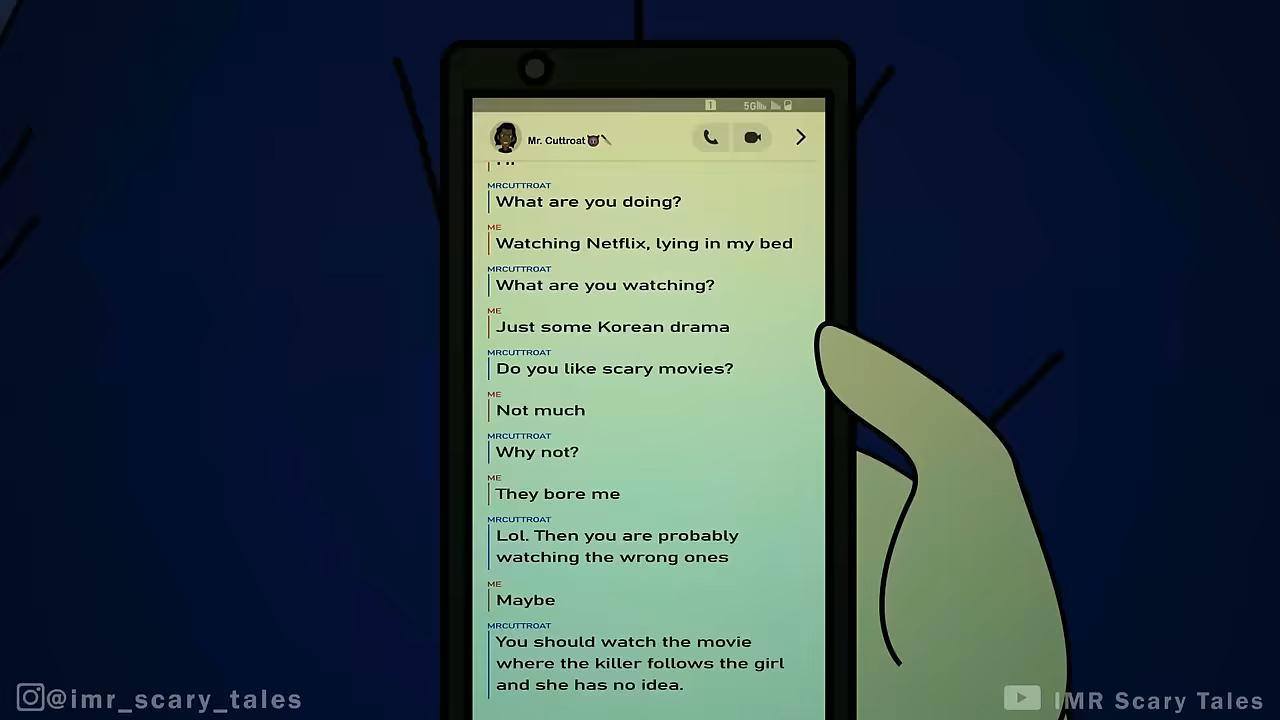 1 5G
Mr. Cuttroat😈🔪
MRCUTTROAT
What are you doing?
ME
Watching Netflix, lying in my bed
MRCUTTROAT
What are you watching?
ME
Just some Korean drama
MRCUTTROAT
Do you like scary movies?
ME
Not much
MRCUTTROAT
Why not?
ME
They bore me
MRCUTTROAT
Lol. Then you are probably
watching the wrong ones
ME
Maybe
MRCUTTROAT
You should watch the movie
where the killer follows the girl
and she has no idea.
@imr_scary_tales
IMR Scary Tales